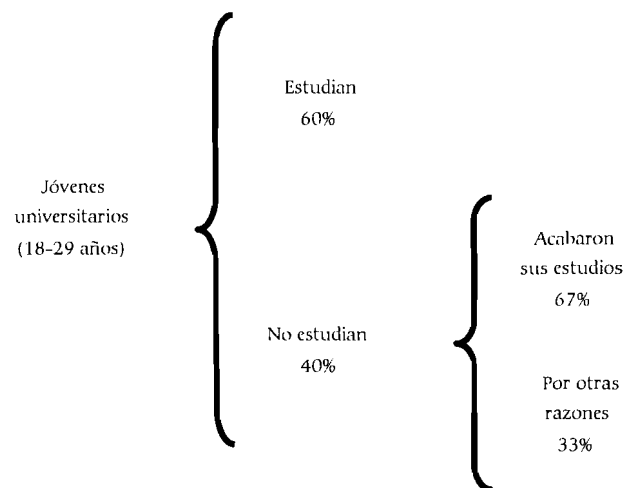 Jóvenes
universitarios
(18-29 años)
Estudian
60%
No estudian
40%
Acabaron
sus estudios
67%
Por otras
razones
33%